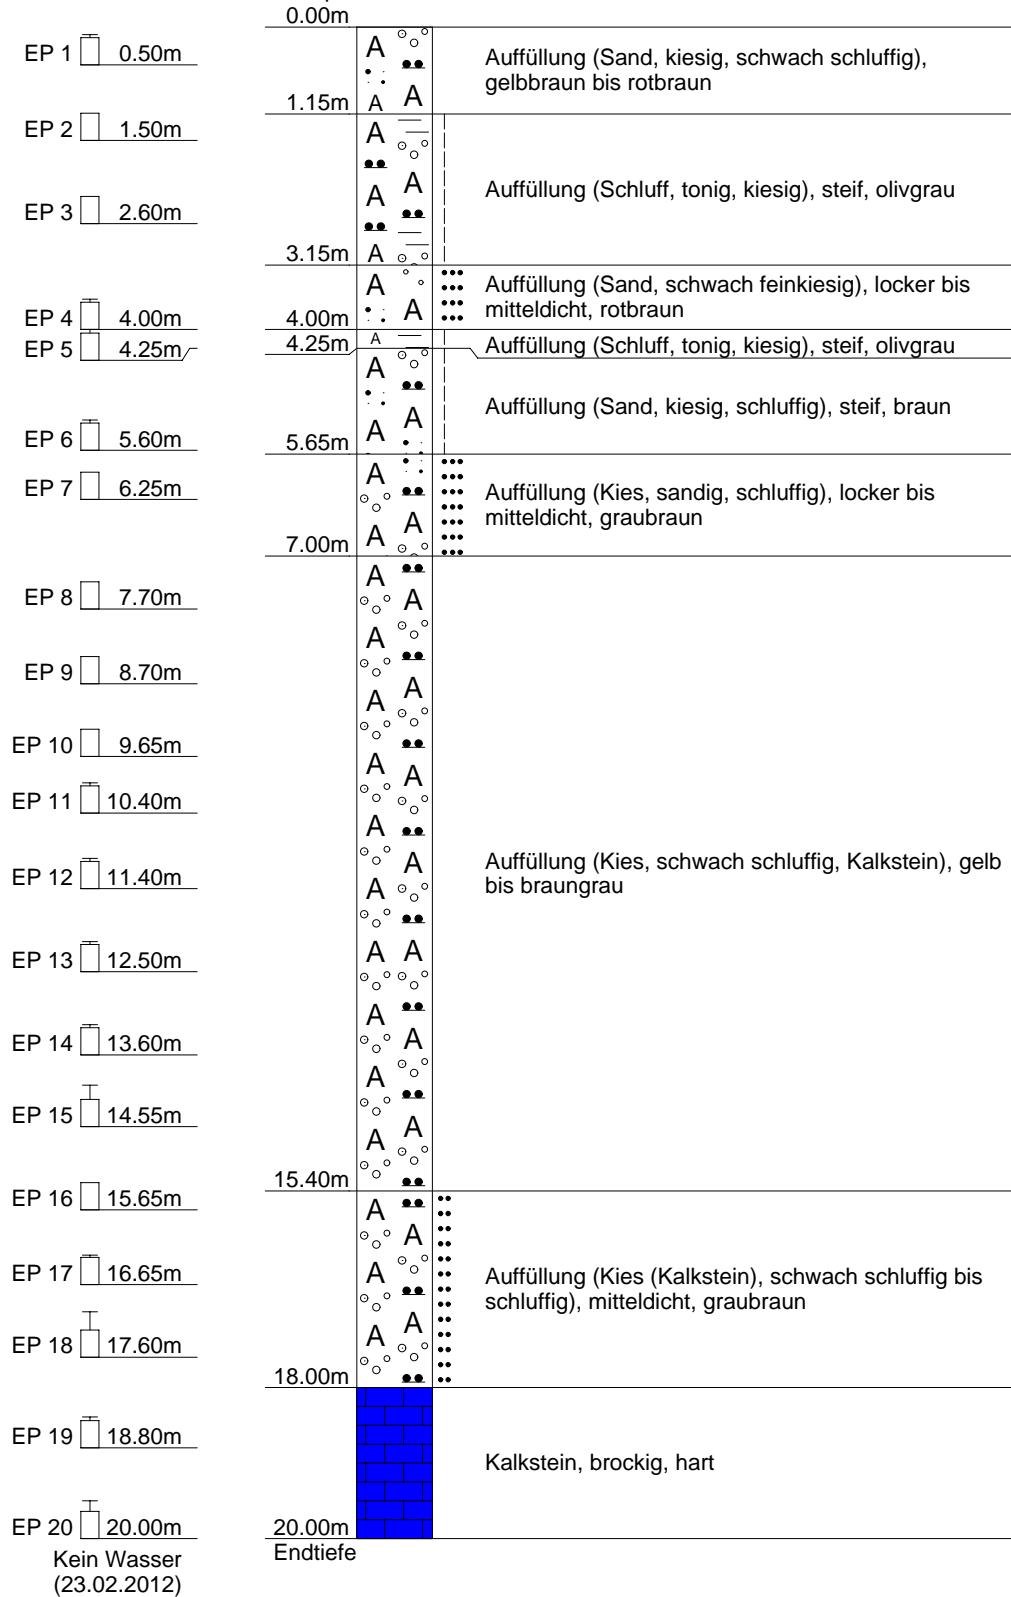 0.00m
EP 1 0.50m
A
Auffüllung (Sand, kiesig, schwach schluffig),
gelbbraun bis rotbraun
1.15m A A
EP 2 1.50m
A
A
Auffüllung (Schluff, tonig, kiesig), steif, olivgrau
EP 3 2.60m
A
3.15m A
A
Auffüllung (Sand, schwach feinkiesig), locker bis
mitteldicht, rotbraun
EP 4 4.00m
4.00m A
EP 5 4.25m
4.25m A
Auffüllung (Schluff, tonig, kiesig), steif, olivgrau
A
Auffüllung (Sand, kiesig, schluffig), steif, braun
EP 6 5.60m
5.65m A A
EP 7 6.25m
A
Auffüllung (Kies, sandig, schluffig), locker bis
mitteldicht, graubraun
7.00m A A
A
EP 8 7.70m
A
A
EP 9 8.70m
A
A
EP 10 9.65m
A
A
EP 11 10.40m
A
A
EP 12 11.40m
A
Auffüllung (Kies, schwach schluffig, Kalkstein), gelb
bis braungrau
EP 13 12.50m
A A
A
EP 14 13.60m
A
A
EP 15 14.55m
A
A
15.40m
EP 16 15.65m
A
A
EP 17 16.65m
A
Auffüllung (Kies (Kalkstein), schwach schluffig bis
schluffig), mitteldicht, graubraun
EP 18 17.60m
A
A
18.00m
EP 19 18.80m
Kalkstein, brockig, hart
EP 20 20.00m
20.00m
Endtiefe
Kein Wasser
(23.02.2012)